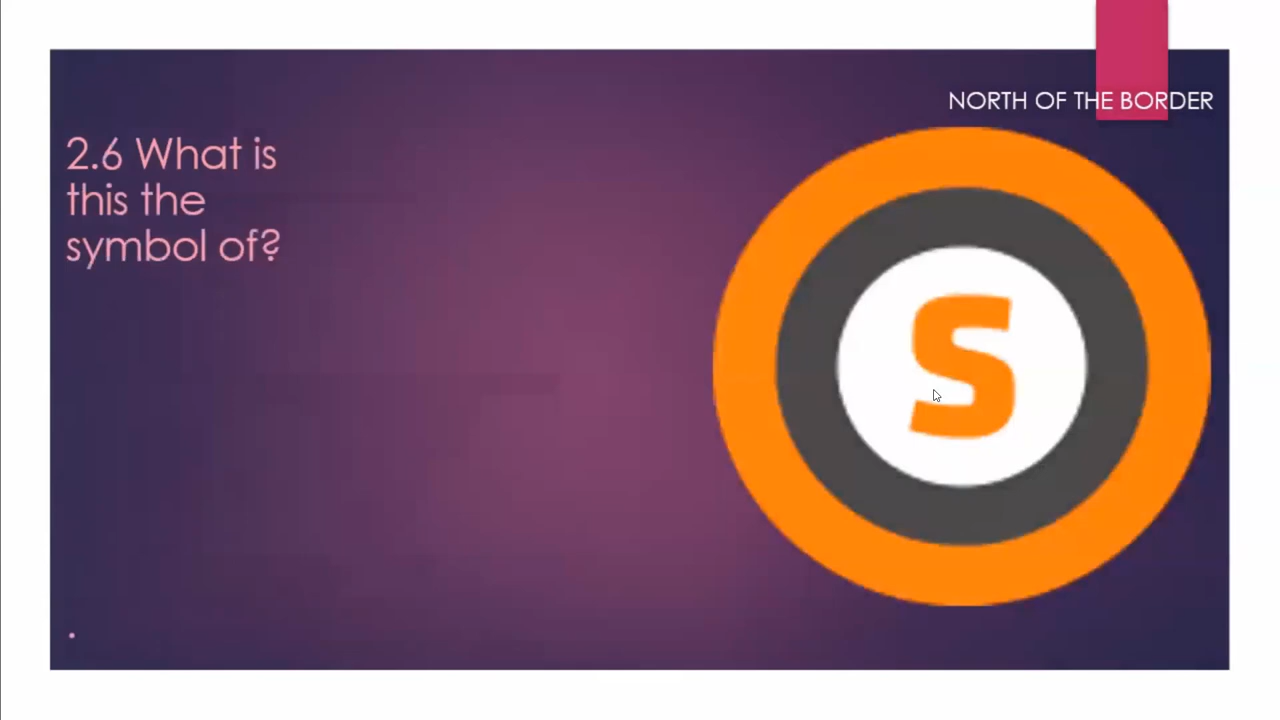 NORTH OF THE BORDER
2.6 What is
this the
symbol of?
S